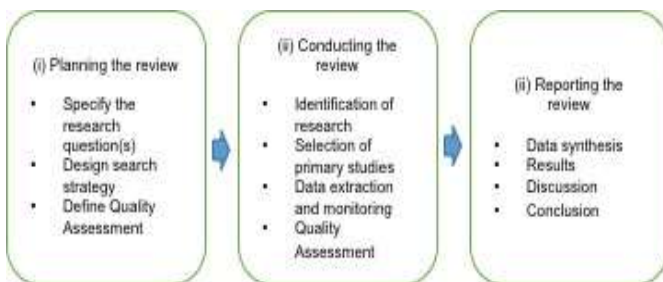 (i) Planning the review
• Specify the
research
question(s)
• Design search
strategy
• Define Quality
Assessment
(ii) Conducting the
review
• Identification of
research
• Selection of
primary studies
• Data extraction
and monitoring
• Quality
Assessment
(ii) Reporting the
review
• Data synthesis
• Results
• Discussion
• Conclusion